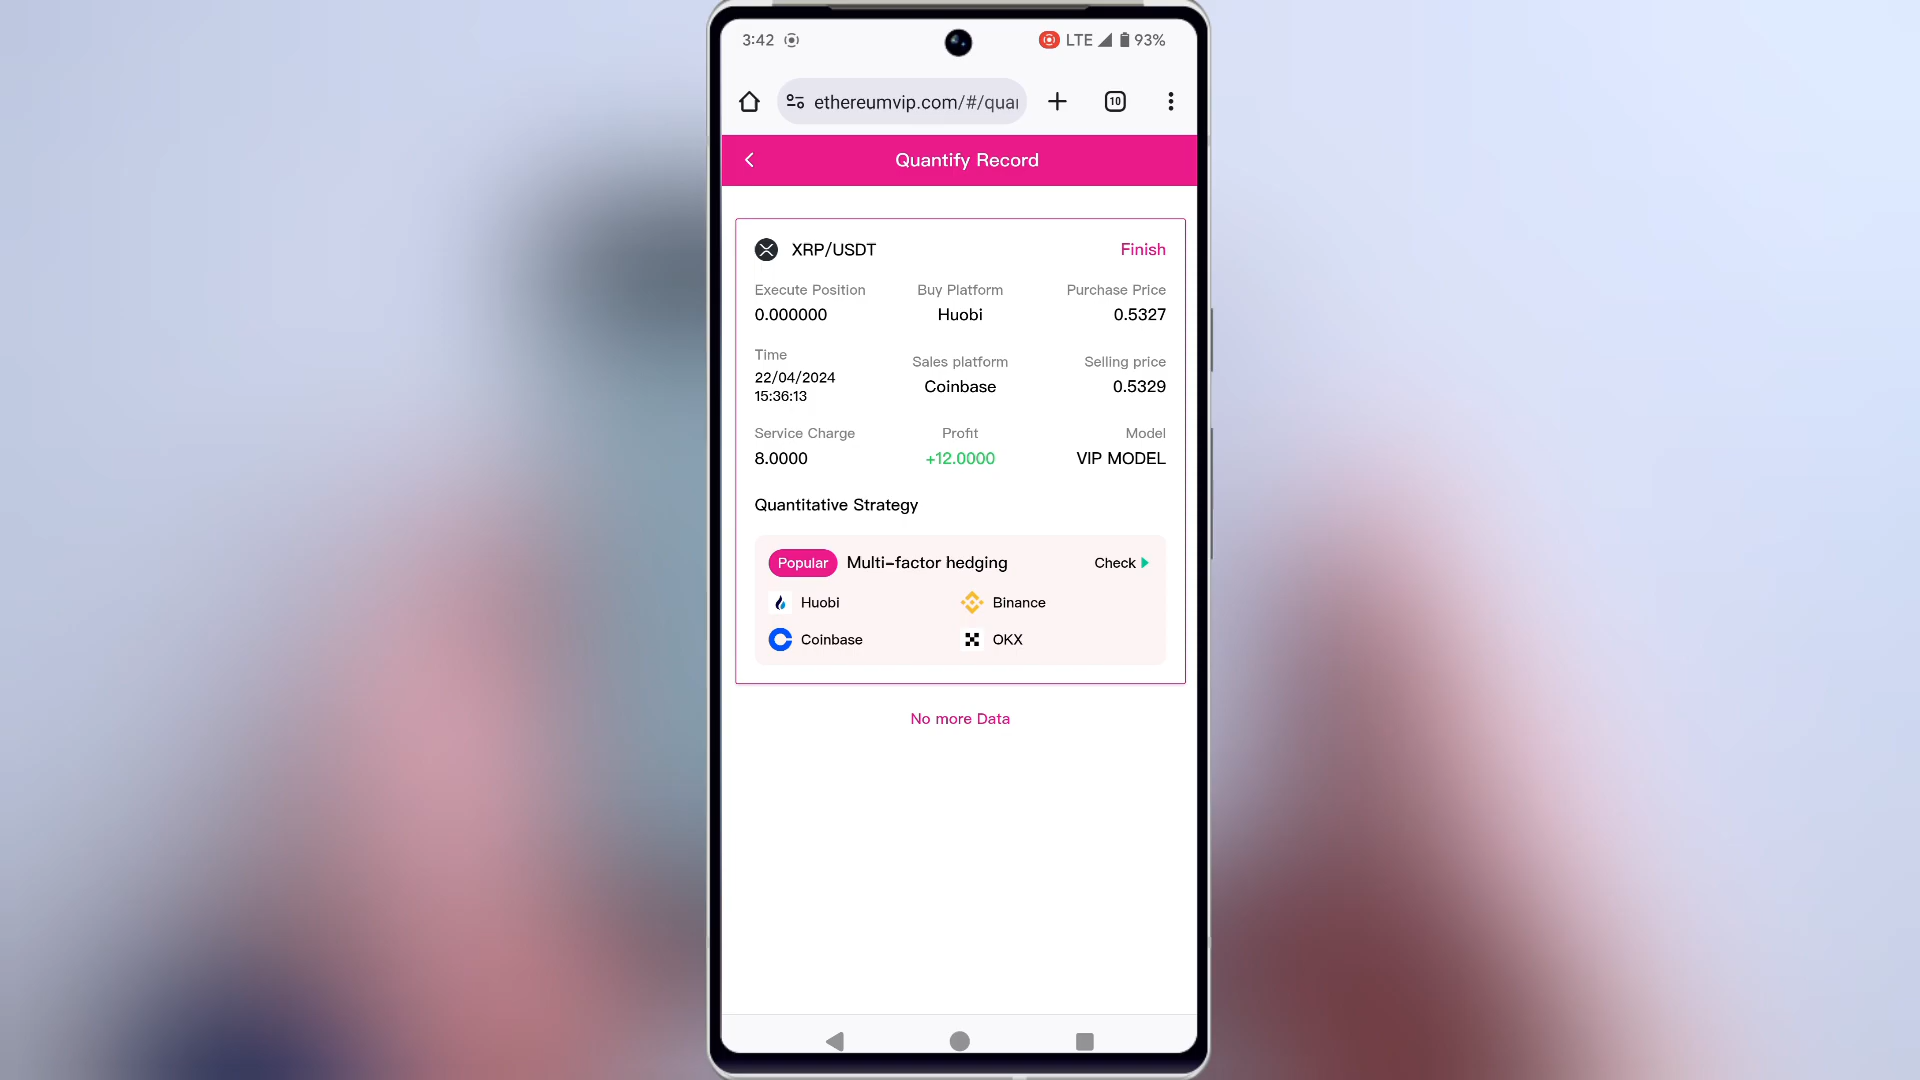 3:42 LTE 93%
ethereumvip.com/#/quai 10
Quantify Record
XRP/USDT Finish
Execute Position Buy Platform Purchase Price
0.000000 Huobi 0.5327
Time Sales platform Selling price
22/04/2024 Coinbase 0.5329
15:36:13
Service Charge Profit Model
8.0000 +12.0000 VIP MODEL
Quantitative Strategy
Popular Multi-factor hedging Check
Huobi Binance
Coinbase OKX
No more Data